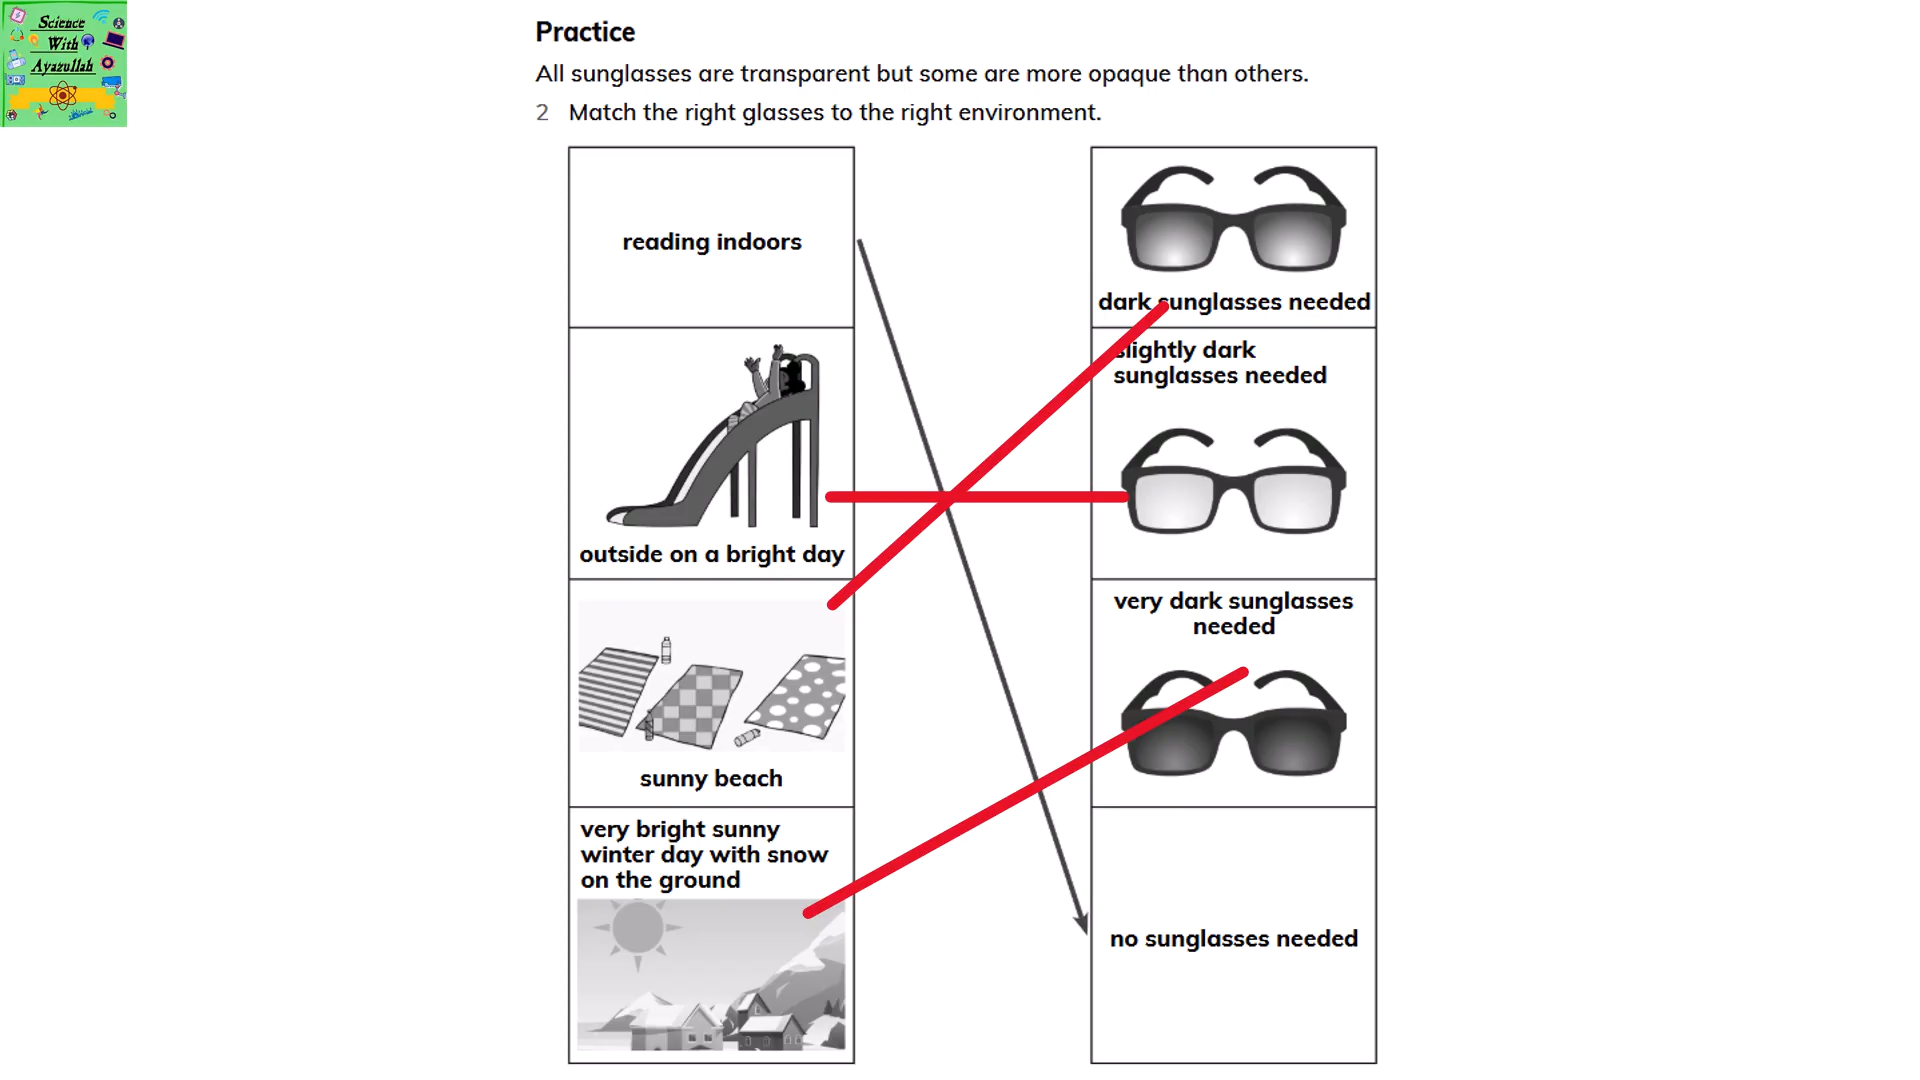 Science
With
Ayazullah
Practice
All sunglasses are transparent but some are more opaque than others.
2 Match the right glasses to the right environment.
reading indoors
outside on a bright day
sunny beach
very bright sunny
winter day with snow
on the ground
dark sunglasses needed
slightly dark
sunglasses needed
very dark sunglasses
needed
no sunglasses needed